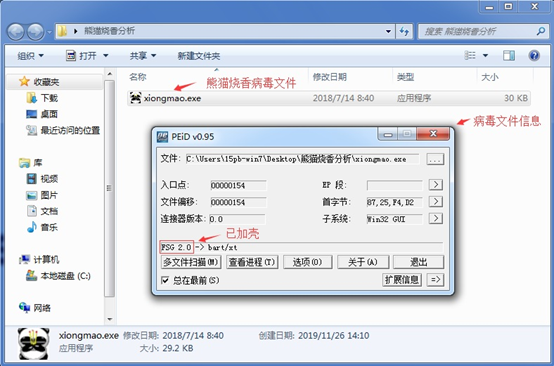 熊猫烧香分析
搜索 熊猫烧香分析
组织 打开 共享 新建文件夹
名称 修改日期 类型 大小
收藏夹
下载
桌面
最近访问的位置
库
视频
图片
文档
音乐
计算机
本地磁盘 (C:)
网络
熊猫烧香病毒文件
xiongmao.exe 2018/7/14 8:40 应用程序 30 KB
病毒文件信息
PEiD v0.95
文件: C:\Users\15pb-win7\Desktop\熊猫烧香分析\xiongmao.exe ...
入口点: 00000154 EP 段: >
文件偏移: 00000154 首字节: B7,25,F4,D2 >
连接器版本: 0.0 子系统: Win32 GUI >
已加壳
FSG 2.0 -> bart/xt
多文件扫描(M) 查看进程(T) 选项(O) 关于(A) 退出
总在最前(S) 扩展信息 =>
xiongmao.exe 修改日期: 2018/7/14 8:40 创建日期: 2019/11/26 14:10
应用程序 大小: 29.2 KB